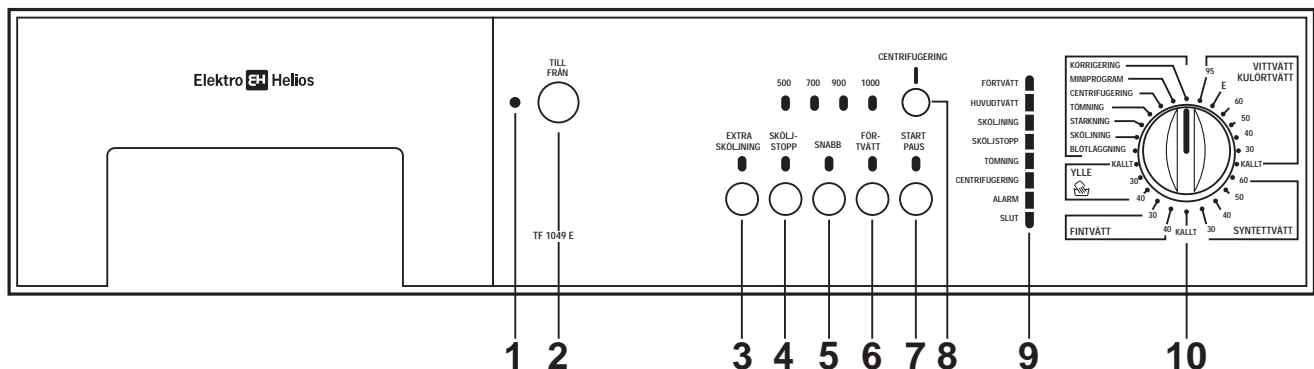 Elektro EH Helios
TILL
FRÅN
TF 1049 E
CENTRIFUGERING
500 700 900 1000
EXTRA
SKÖLJNING
SKÖLJ-
STOPP
SNABB
FÖR-
TVÄTT
START
PAUS
FÖRTVÄTT
HUVUDTVÄTT
SKÖLJNING
SKÖLJSTOPP
TÖMNING
CENTRIFUGERING
ALARM
SLUT
KORRIGERING
MINIPROGRAM
CENTRIFUGERING
TÖMNING
STÄRKNING
SKÖLJNING
BLÖTLÄGGNING
VITTVÄTT
KULÖRTVÄTT
95
E
60
50
40
30
KALLT
60
50
40
30
SYNTETTVÄTT
KALLT
YLLE
KALLT
30
40
FINTVÄTT
30
40
1 2 3 4 5 6 7 8 9 10